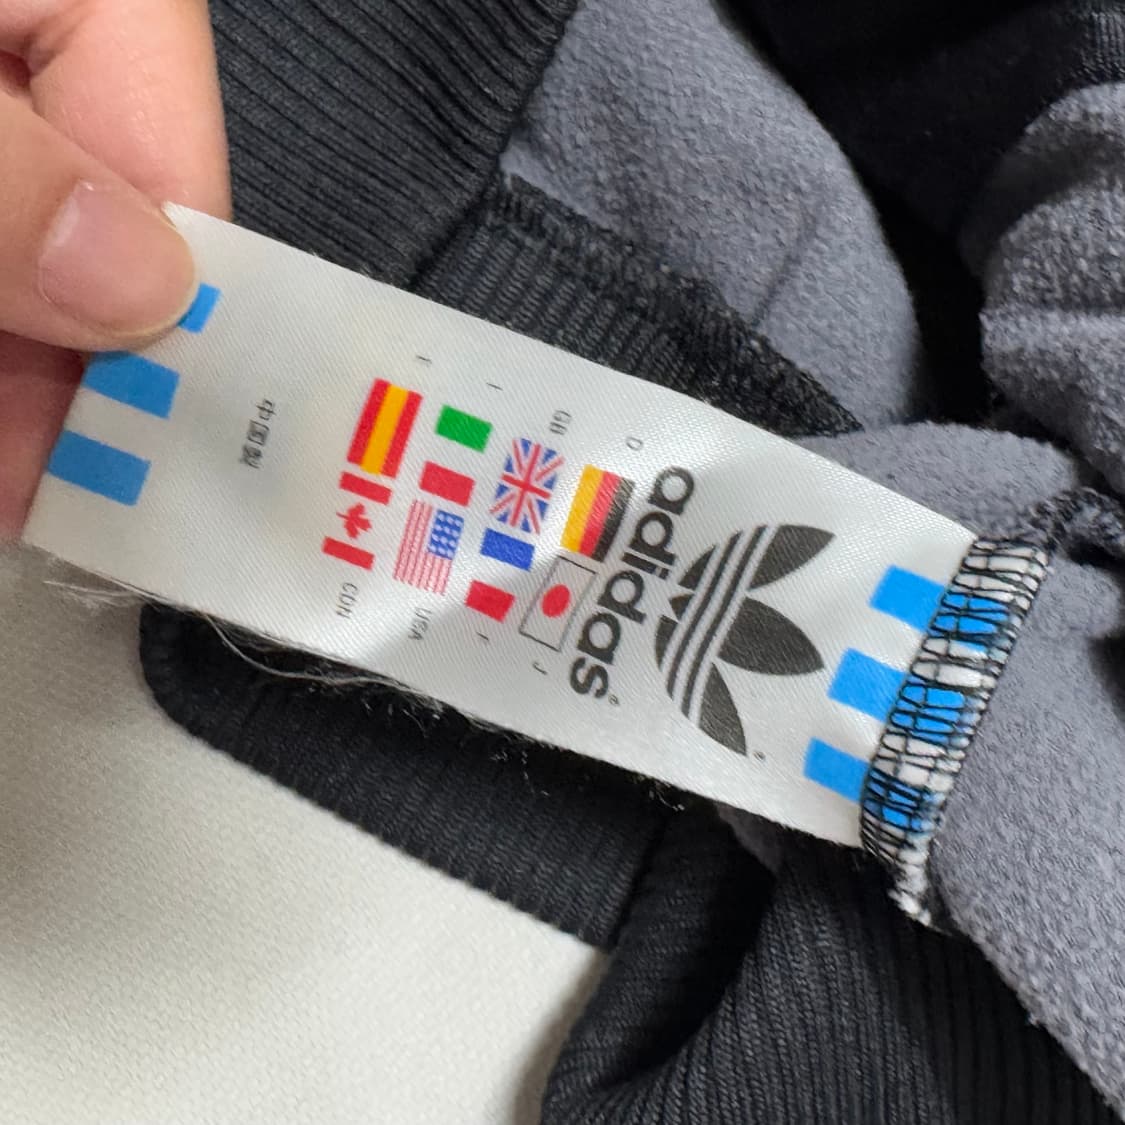 adidas®
D J
GB F
I USA
E CDN
中国製